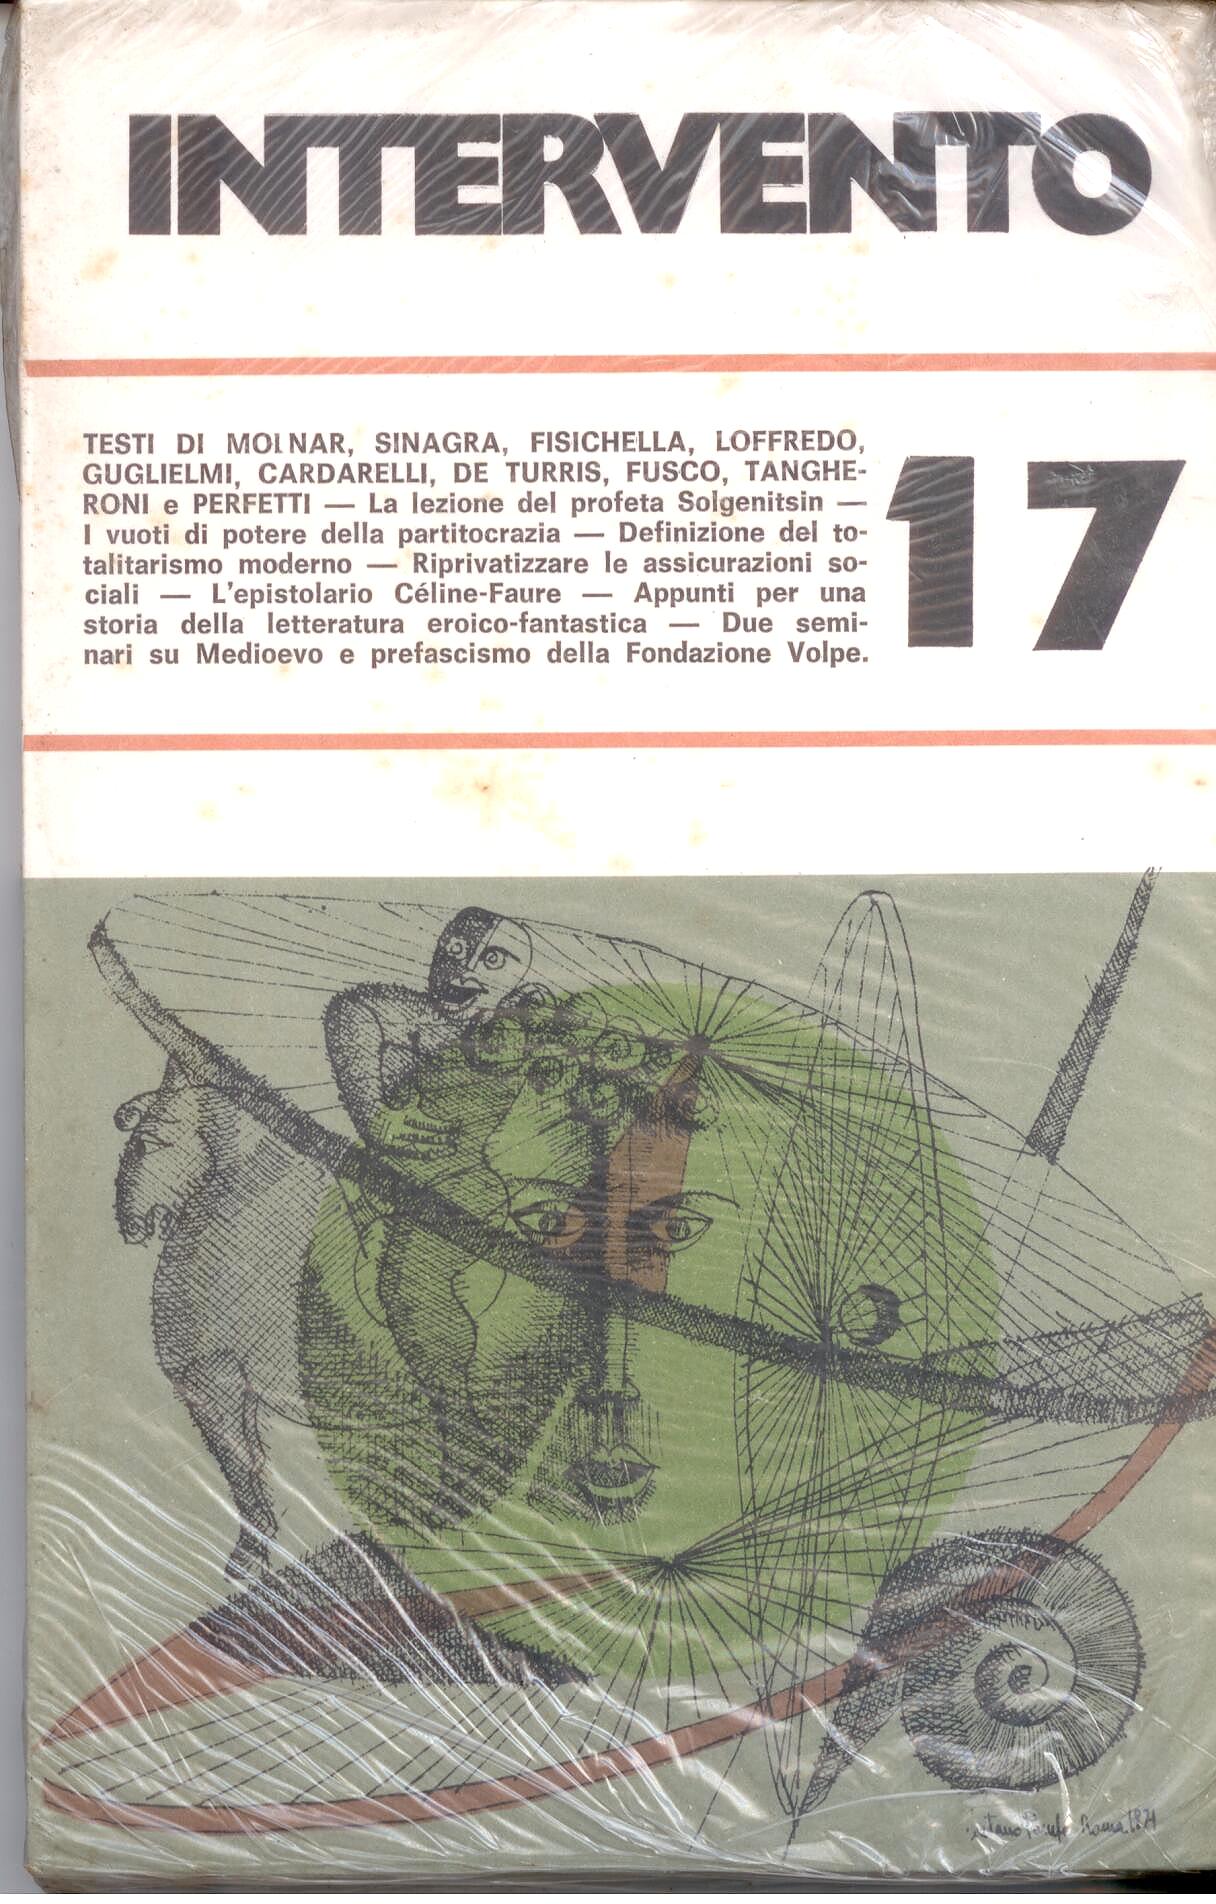 INTERVENTO
TESTI DI MOLNAR, SINAGRA, FISICHELLA, LOFFREDO,
GUGLIELMI, CARDARELLI, DE TURRIS, FUSCO, TANGHE-
RONI e PERFETTI — La lezione del profeta Solgenitsin —
I vuoti di potere della partitocrazia — Definizione del to-
talitarismo moderno — Riprivatizzare le assicurazioni so-
ciali — L'epistolario Céline-Faure — Appunti per una
storia della letteratura eroico-fantastica — Due semi-
nari su Medioevo e prefascismo della Fondazione Volpe.
17
Roma